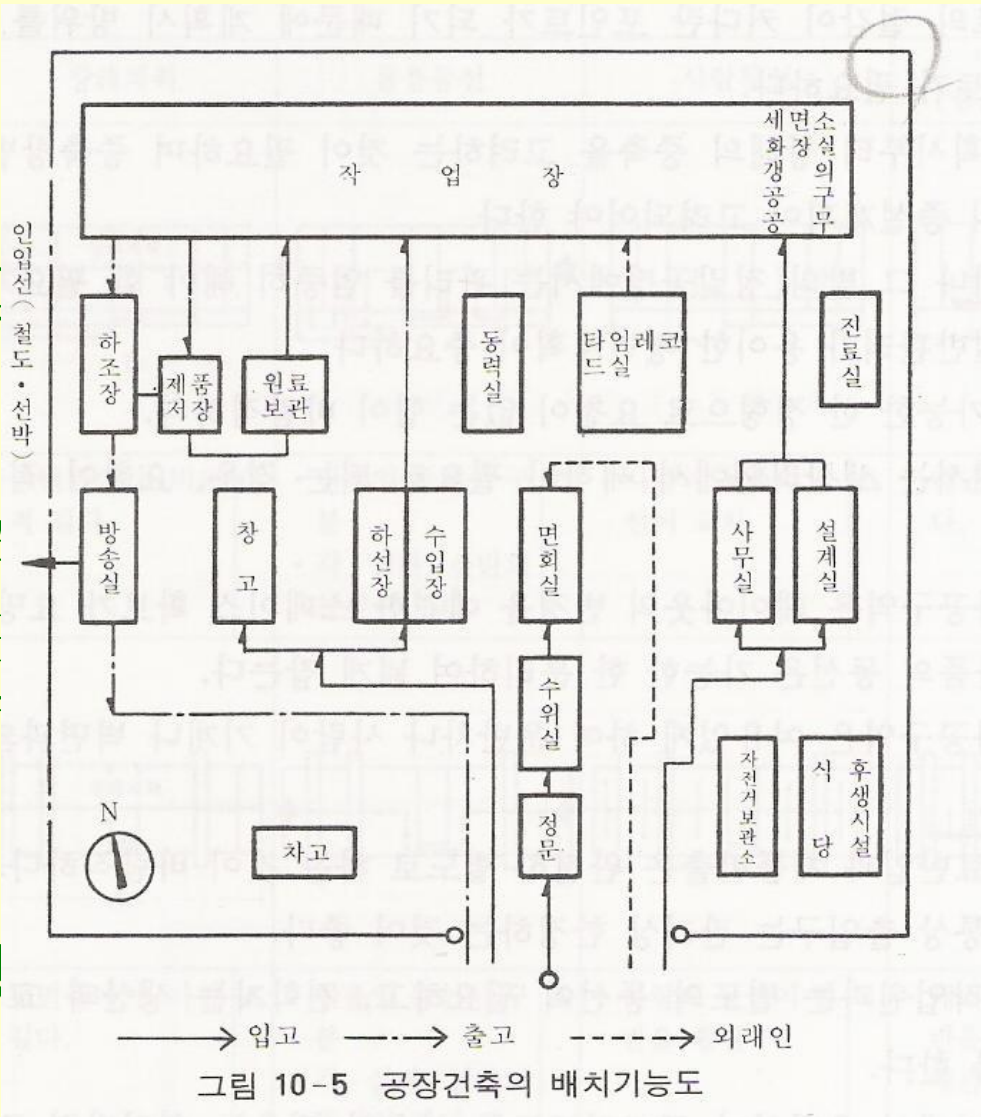 작 업 장
세면소
화장실
갱의
공구
공무
인입선(철도·선박)
하조장
제품
저장
원료
보관
동력실
타임레코
드실
진료실
방송실
창고
하선장
수입장
면회실
사무실
설계실
수위실
정문
자전거보관소
식당
후생시설
N
차고
입고
출고
외래인
그림 10-5 공장건축의 배치기능도